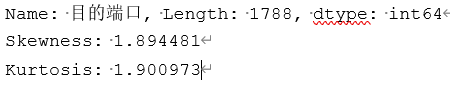 Name: 目的端口, Length: 1788, dtype: int64
Skewness: 1.894481
Kurtosis: 1.900973